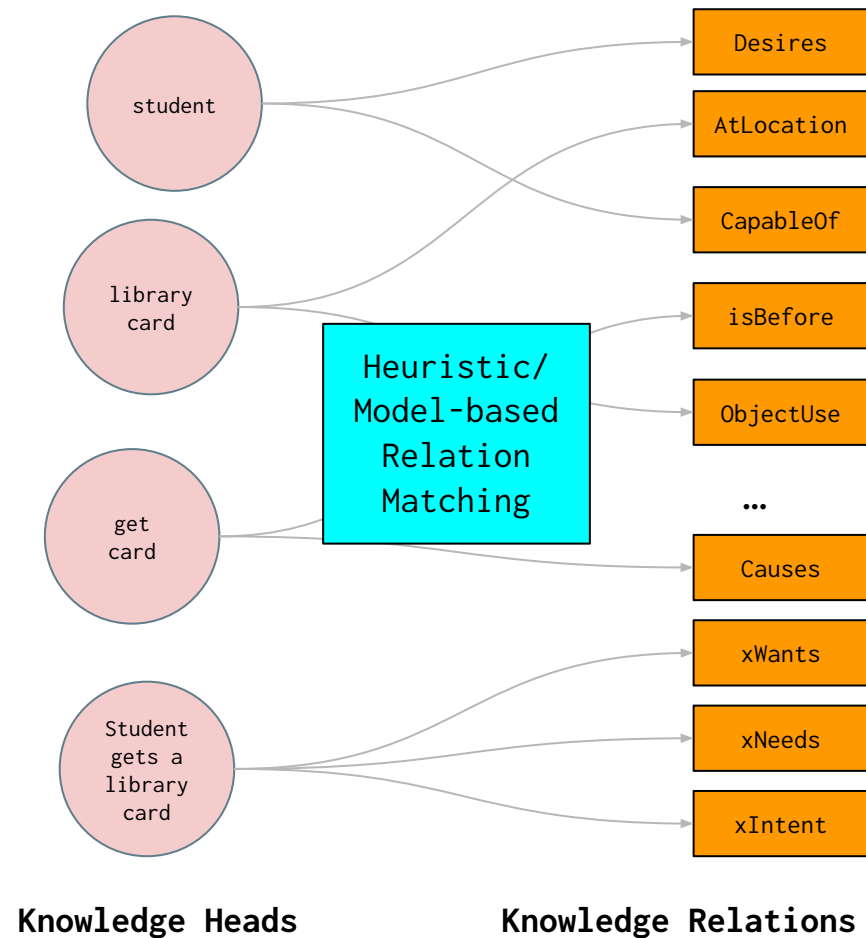 student
library
card
get
card
Student
gets a
library
card
Heuristic/
Model-based
Relation
Matching
Desires
AtLocation
CapableOf
isBefore
ObjectUse
…
Causes
xWants
xNeeds
xIntent
Knowledge Heads
Knowledge Relations